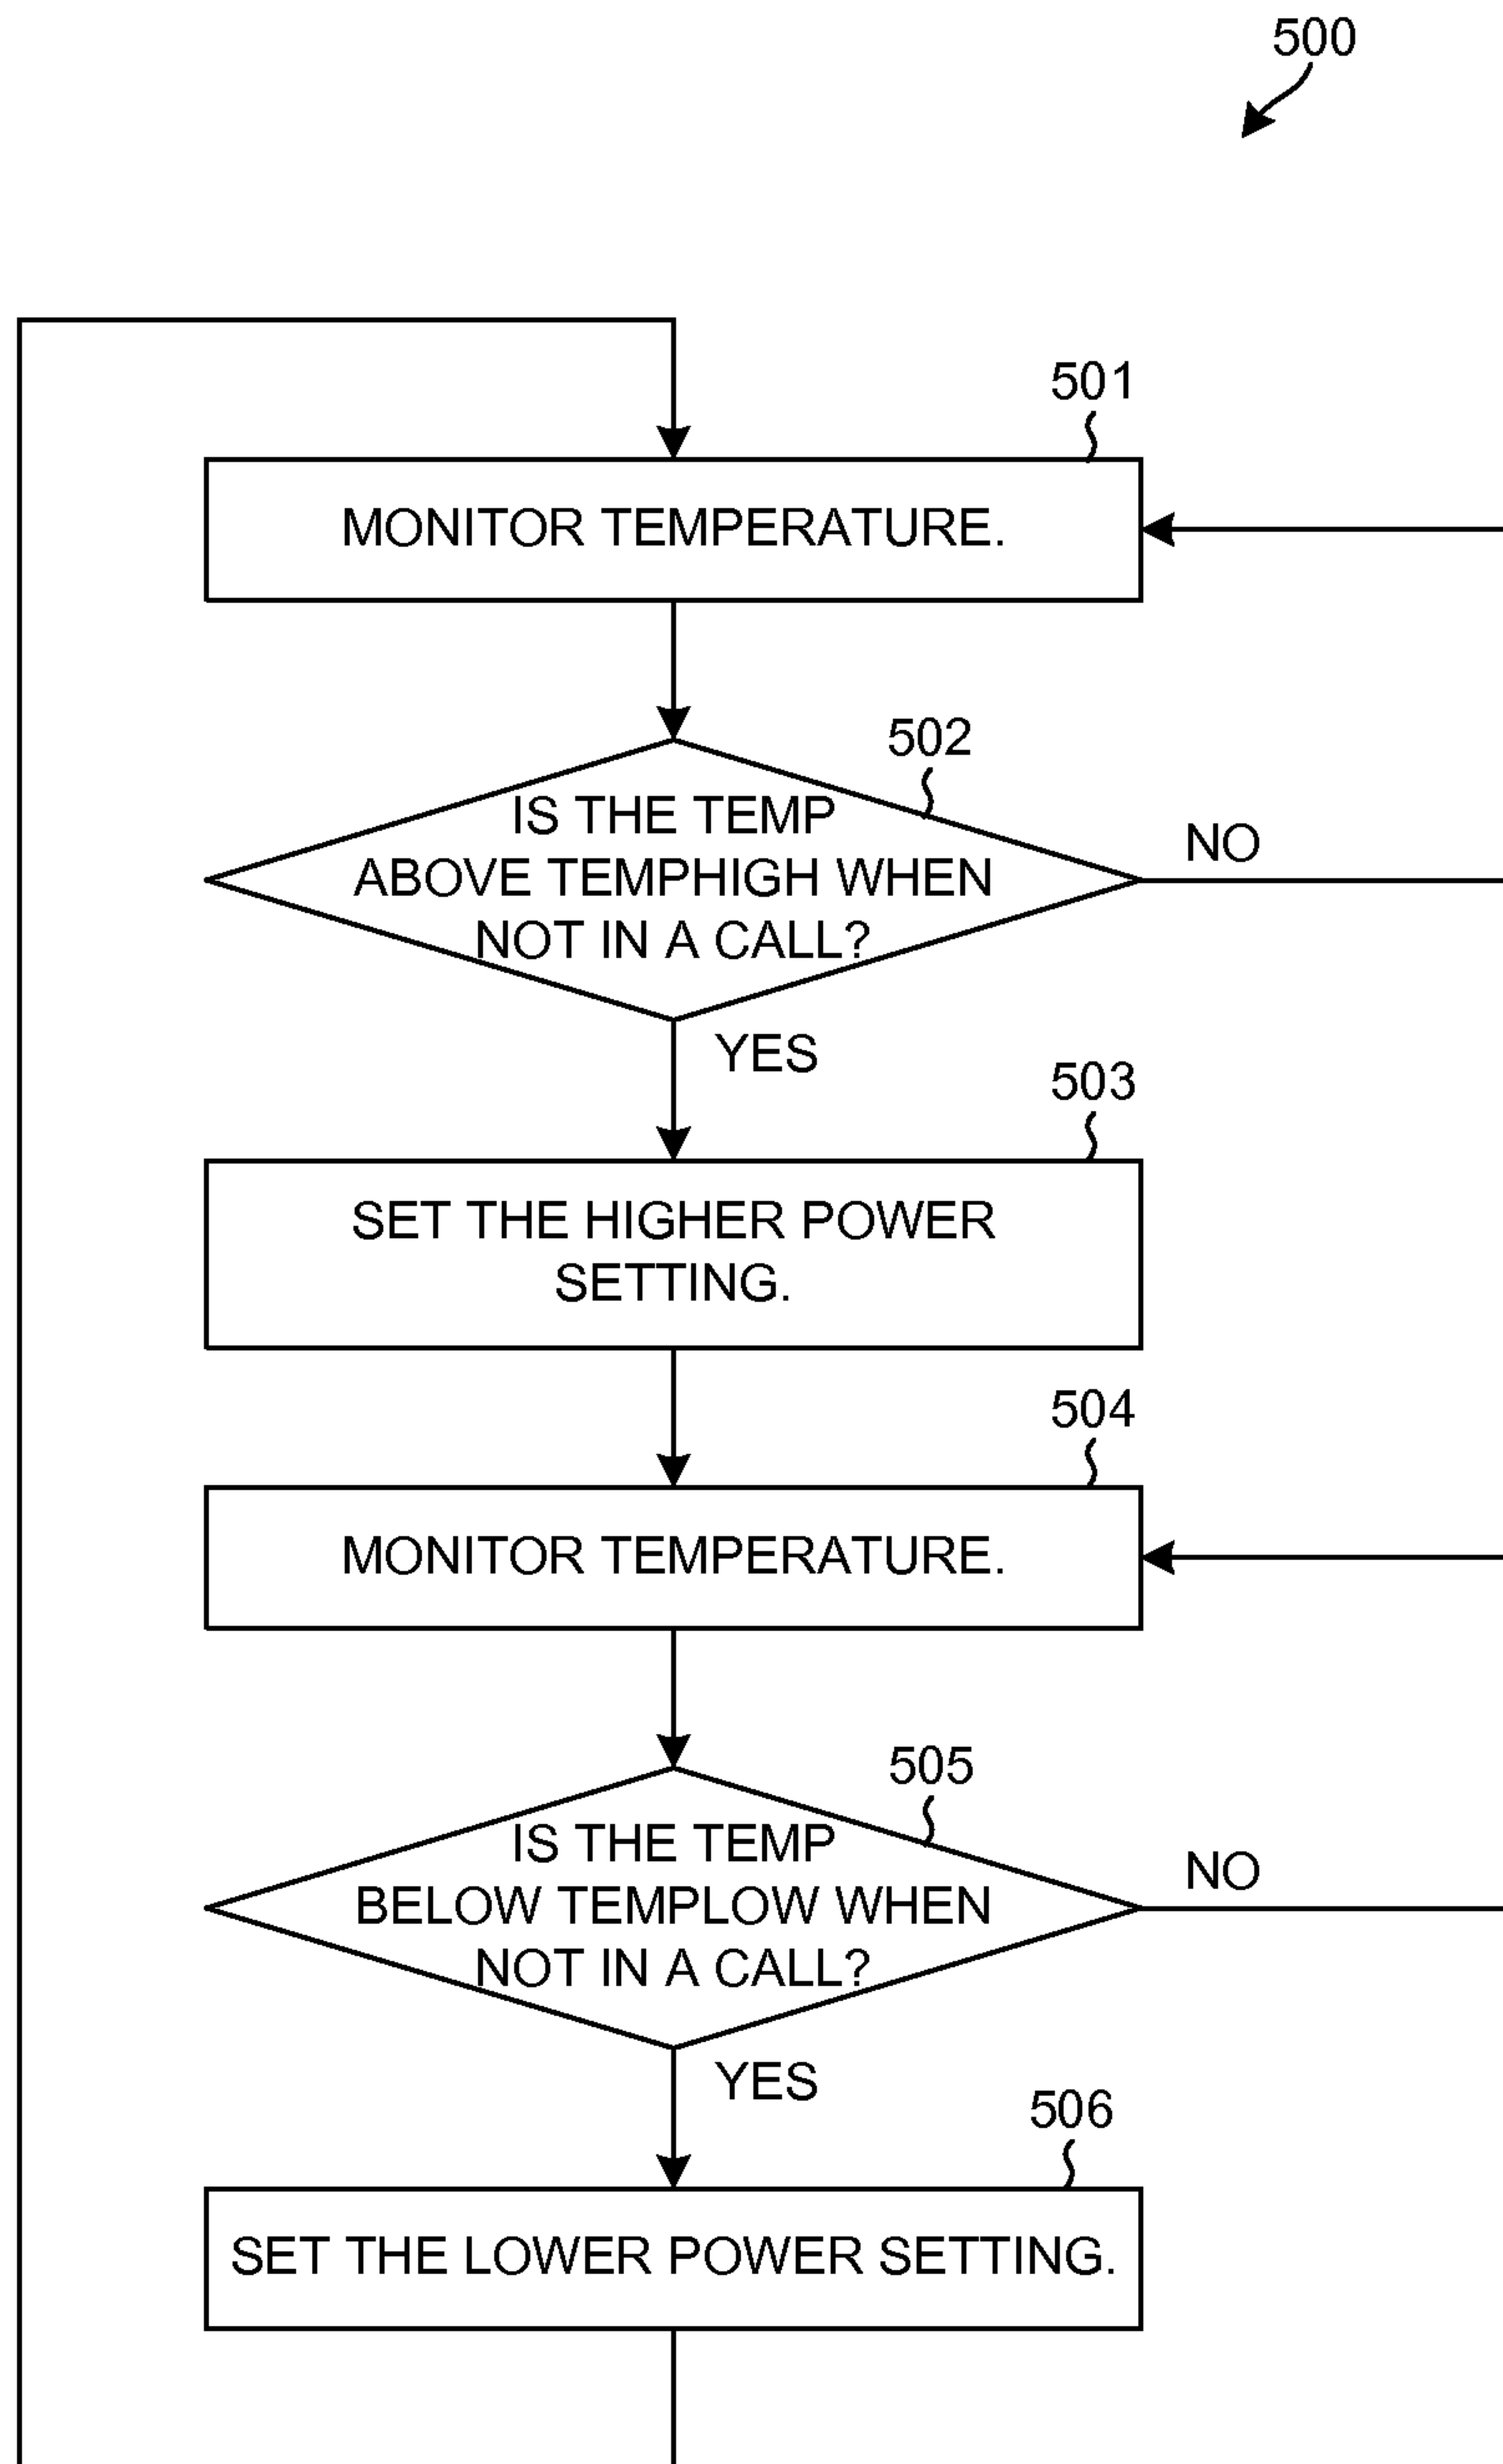 500
501
MONITOR TEMPERATURE.
502
IS THE TEMP
ABOVE TEMPHIGH WHEN
NOT IN A CALL?
NO
YES
503
SET THE HIGHER POWER
SETTING.
504
MONITOR TEMPERATURE.
505
IS THE TEMP
BELOW TEMPLOW WHEN
NOT IN A CALL?
NO
YES
506
SET THE LOWER POWER SETTING.